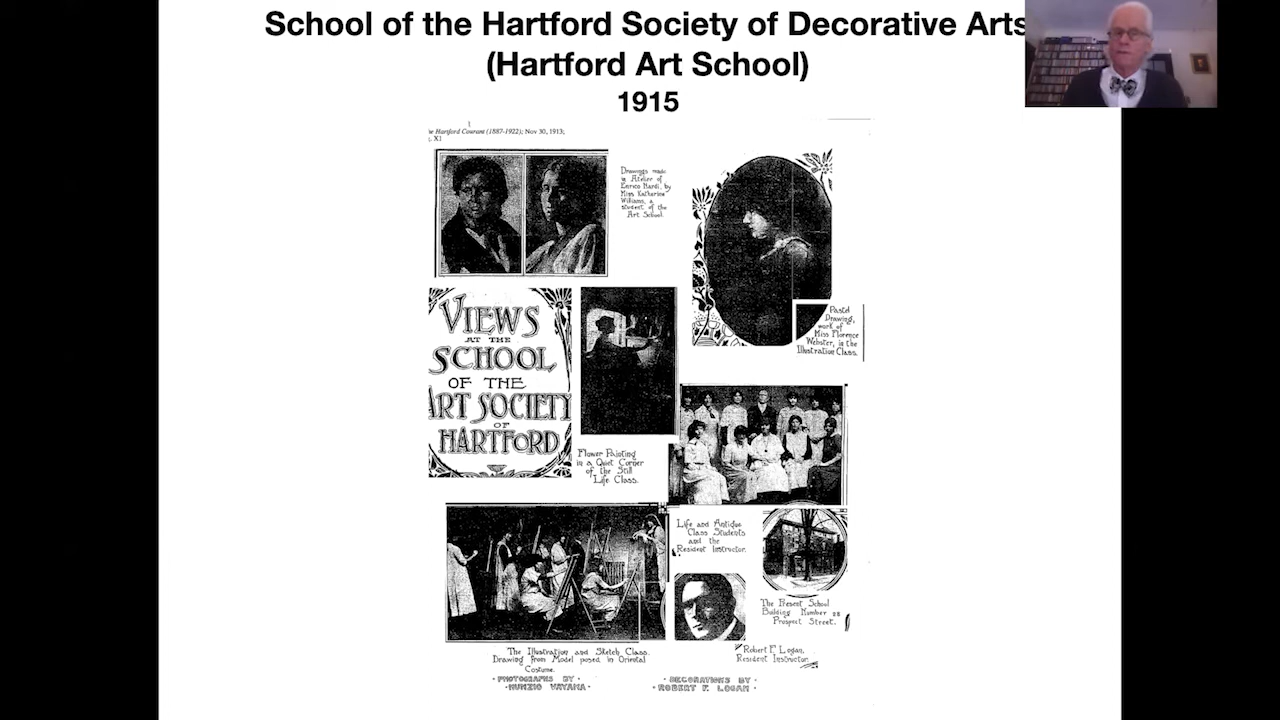 School of the Hartford Society of Decorative Arts
(Hartford Art School)
1915
1
e Hartford Courant (1887-1922); Nov 30, 1913;
. X1
Drawings made
in Atelier of
Enrico Nardi, by
Miss Katharine
Williams, a
student of the
Art School.
Pastel
Drawing,
work of
Miss Florence
Webster, in the
Illustration Class.
VIEWS
AT THE
SCHOOL
OF THE
ART SOCIETY
OF
HARTFORD
Flower Painting
in a Quiet Corner
of the Still
Life Class.
Life and Antique
Class Students
and the
Resident Instructor.
The Present School
Building Number 28
Prospect Street.
Robert F. Logan,
Resident Instructor.
The Illustration and Sketch Class.
Drawing from Model posed in Oriental
Costume.
· PHOTOGRAPHS BY ·
· NUNZIO VAYANA ·
· DECORATIONS BY ·
· ROBERT F. LOGAN ·